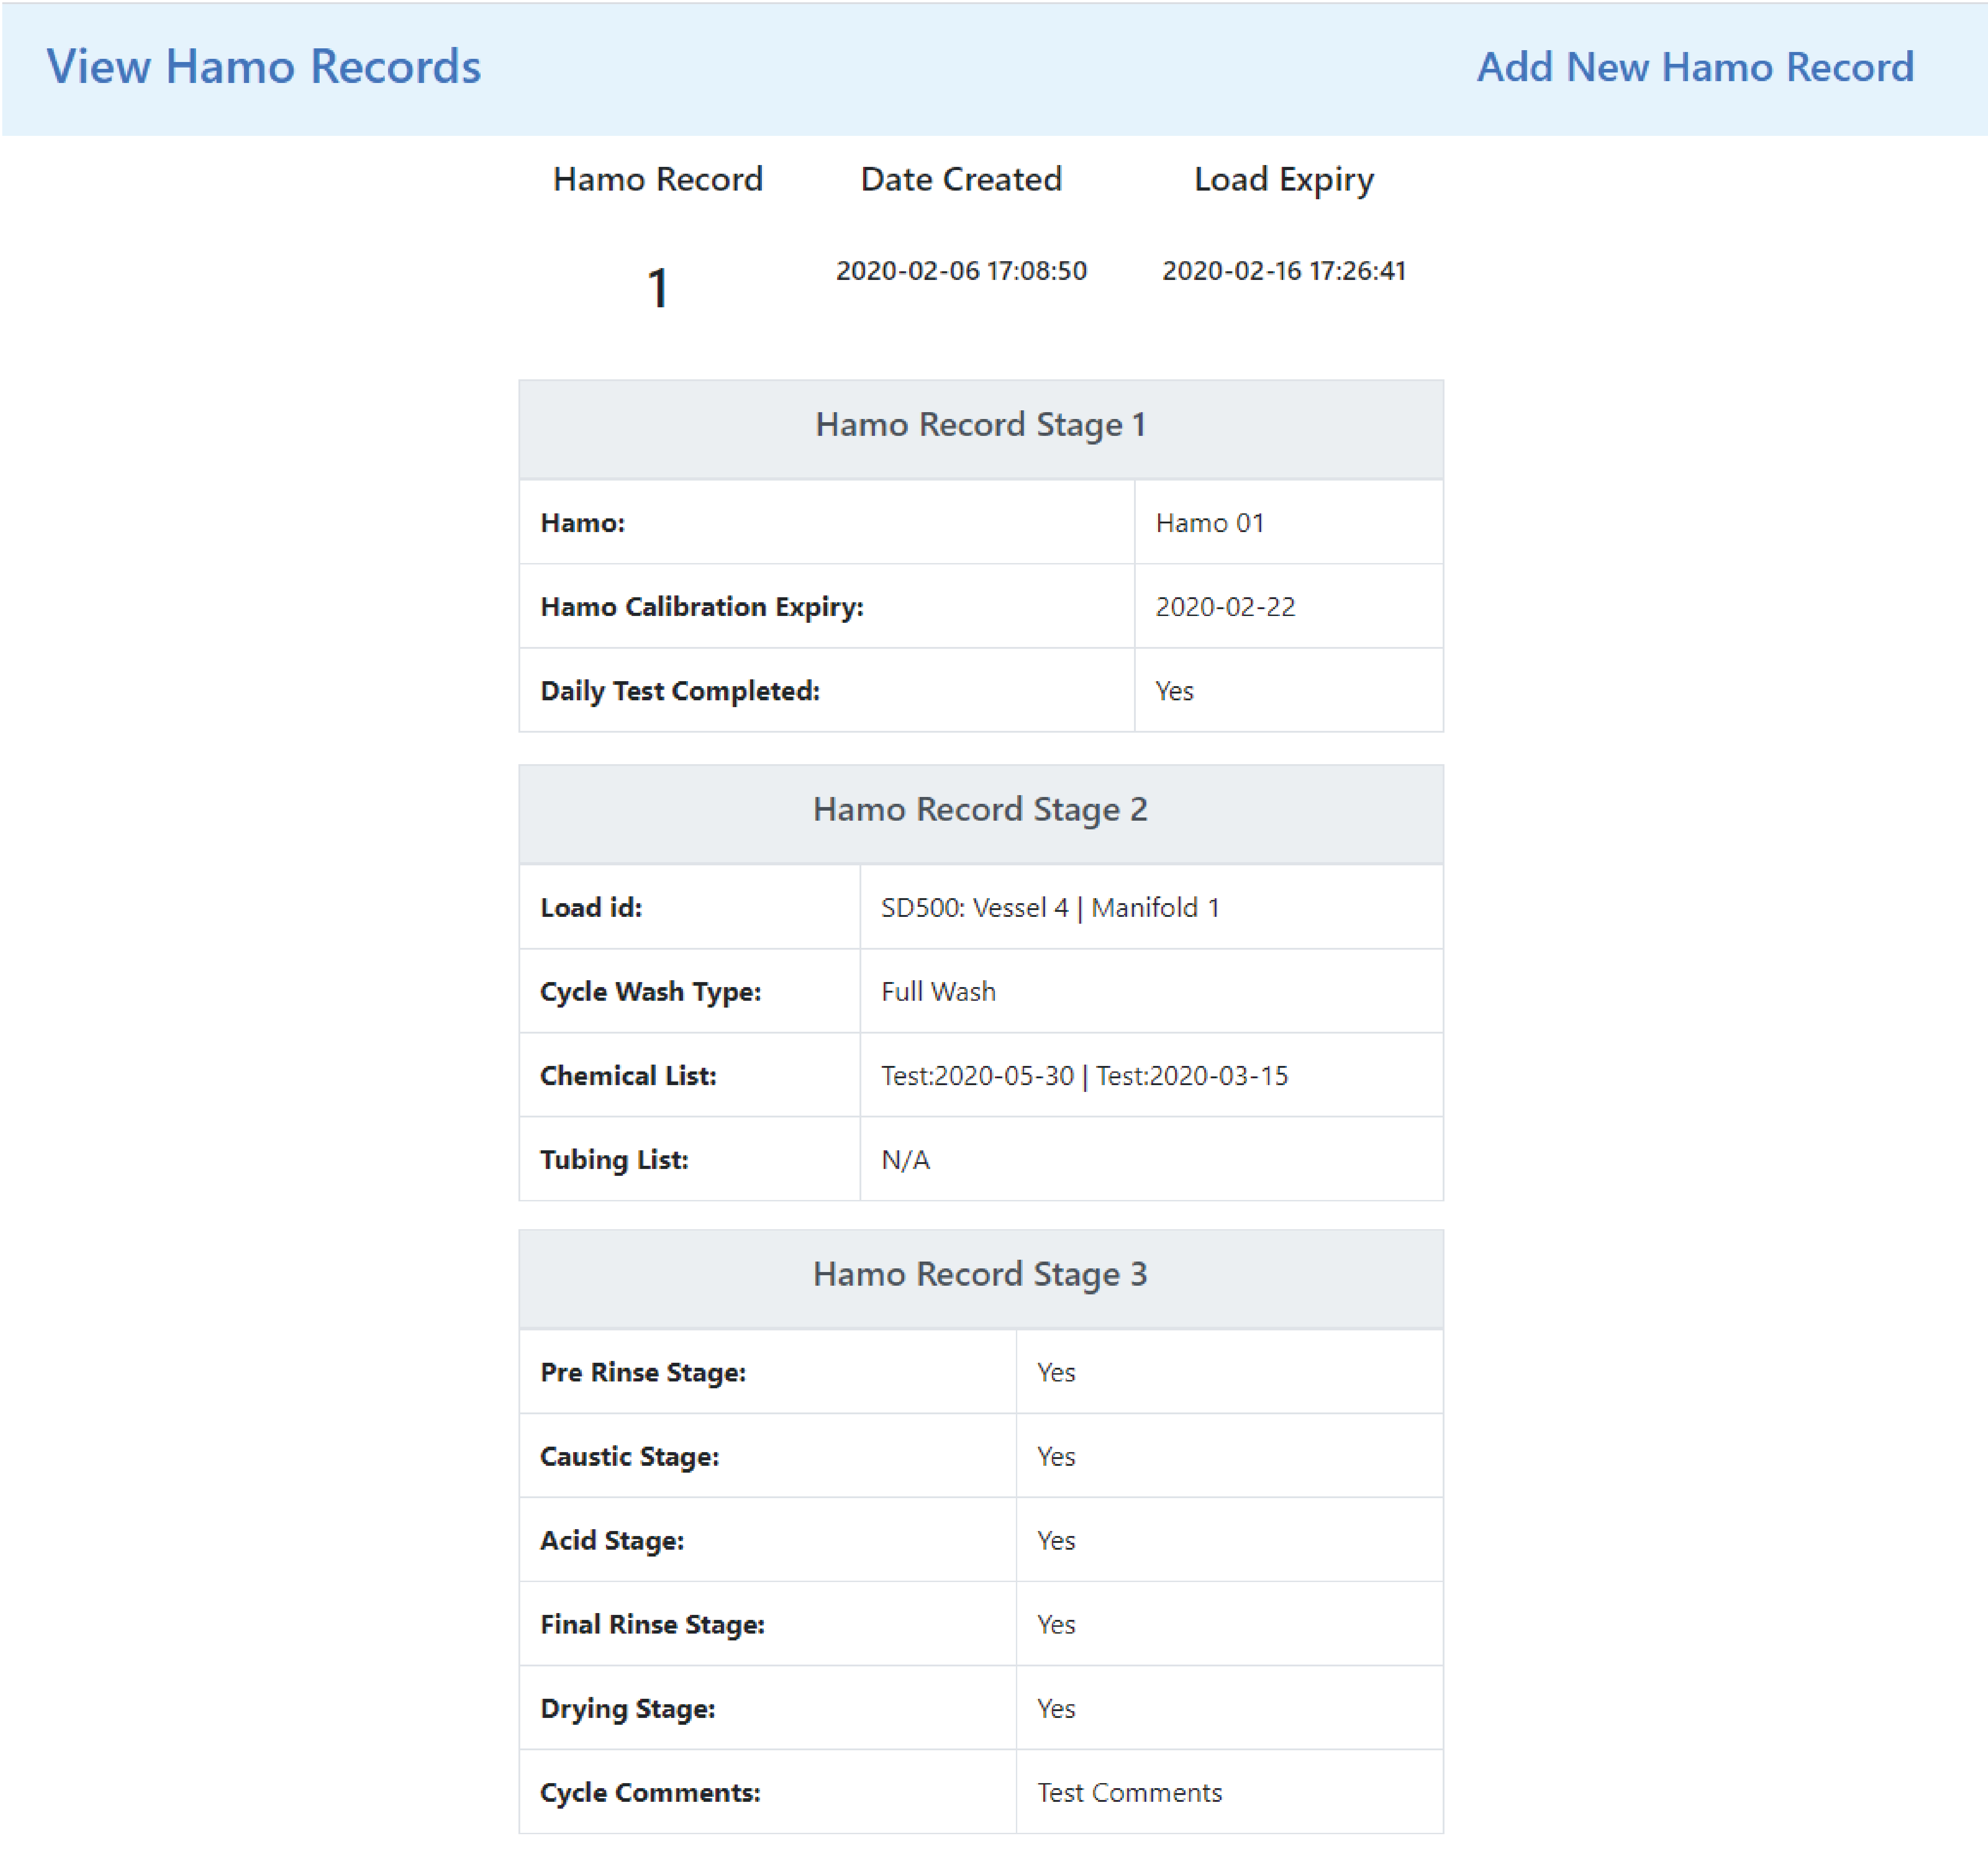 View Hamo Records Add New Hamo Record
Hamo Record Date Created Load Expiry
1 2020-02-06 17:08:50 2020-02-16 17:26:41
Hamo Record Stage 1
Hamo: Hamo 01
Hamo Calibration Expiry: 2020-02-22
Daily Test Completed: Yes
Hamo Record Stage 2
Load id: SD500: Vessel 4 | Manifold 1
Cycle Wash Type: Full Wash
Chemical List: Test:2020-05-30 | Test:2020-03-15
Tubing List: N/A
Hamo Record Stage 3
Pre Rinse Stage: Yes
Caustic Stage: Yes
Acid Stage: Yes
Final Rinse Stage: Yes
Drying Stage: Yes
Cycle Comments: Test Comments